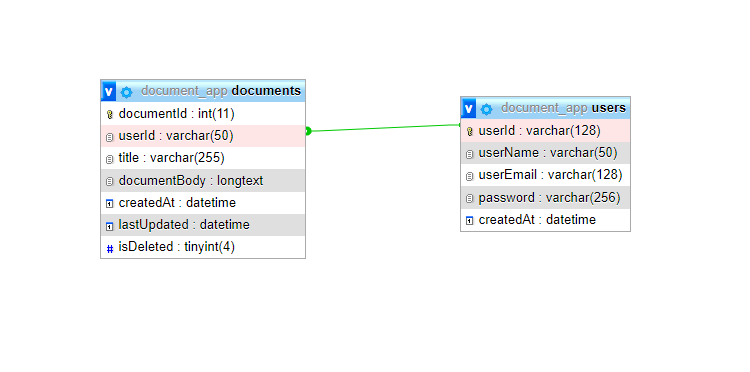 v document_app documents
documentId : int(11)
userId : varchar(50)
title : varchar(255)
documentBody : longtext
createdAt : datetime
lastUpdated : datetime
# isDeleted : tinyint(4)
v document_app users
userId : varchar(128)
userName : varchar(50)
userEmail : varchar(128)
password : varchar(256)
createdAt : datetime